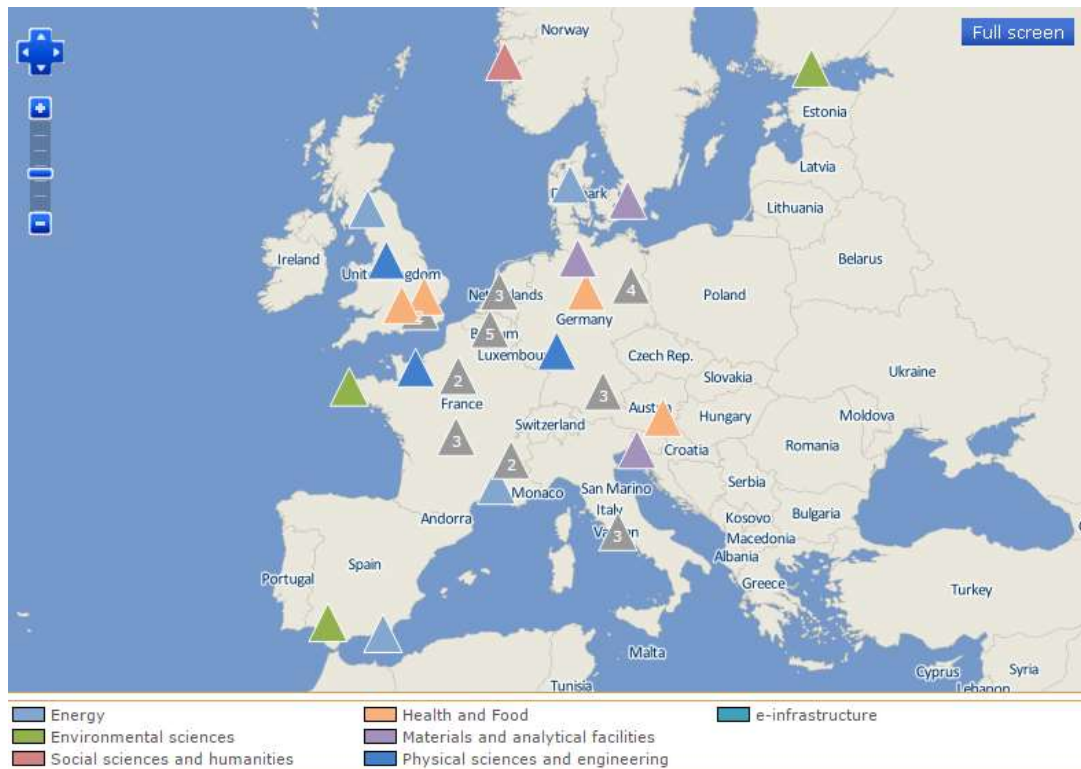 Norway
Full screen
Estonia
Latvia
Lithuania
Ireland
Belarus
3
4
Poland
Germany
5
Czech Rep.
Slovakia
Ukraine
2
France
3
Hungary
Moldova
Switzerland
3
Croatia
Romania
2
Monaco
San Marino
Serbia
Italy
Andorra
Kosovo
Bulgaria
3
Macedonia
Albania
Spain
Portugal
Greece
Turkey
Malta
Cyprus
Syria
Tunisia
Energy
Health and Food
e-infrastructure
Environmental sciences
Materials and analytical facilities
Social sciences and humanities
Physical sciences and engineering